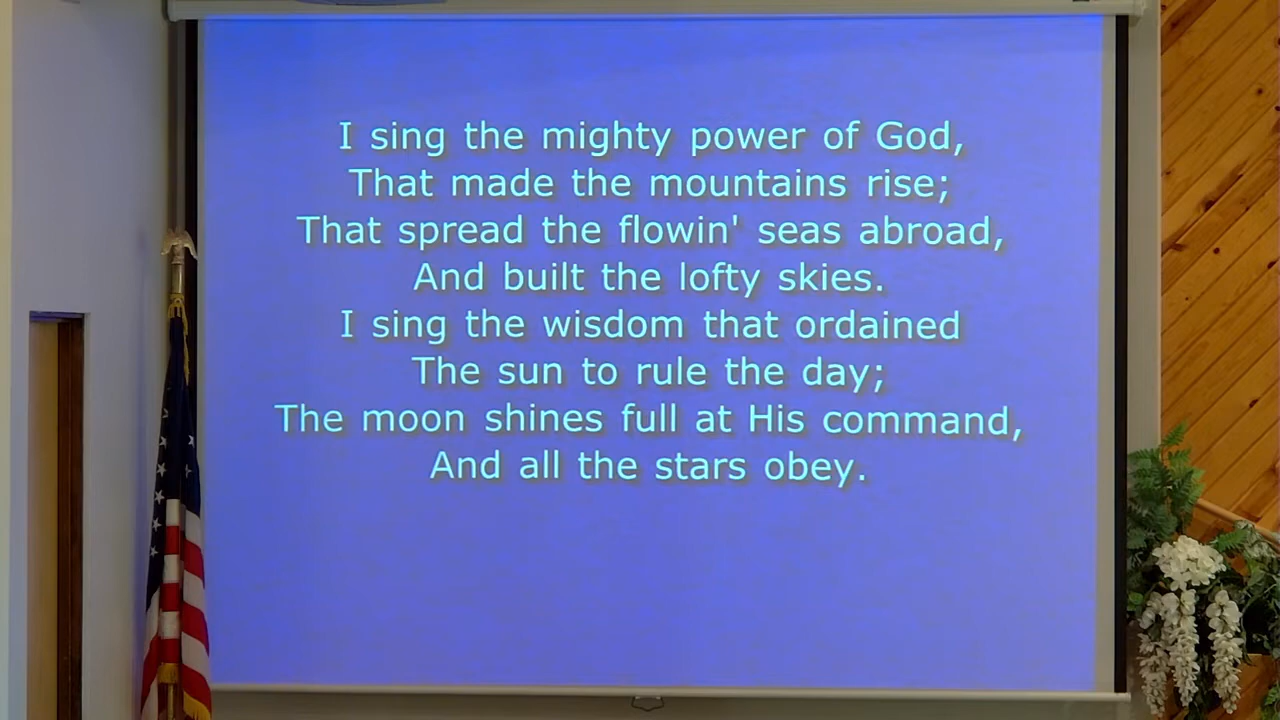 I sing the mighty power of God,
That made the mountains rise;
That spread the flowin' seas abroad,
And built the lofty skies.
I sing the wisdom that ordained
The sun to rule the day;
The moon shines full at His command,
And all the stars obey.